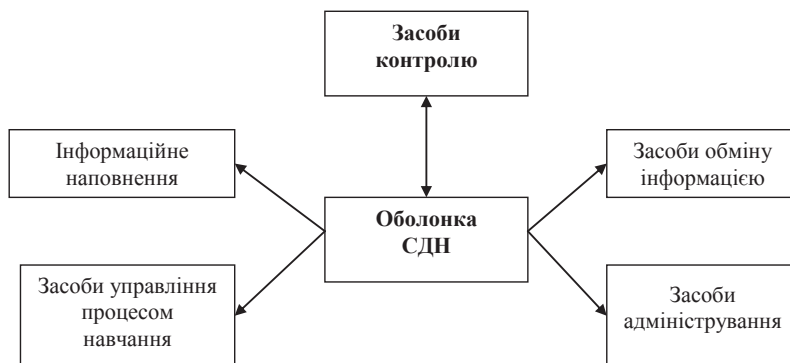 Засоби
контролю
Інформаційне
наповнення
Засоби обміну
інформацією
Оболонка
СДН
Засоби управління
процесом
навчання
Засоби
адміністрування